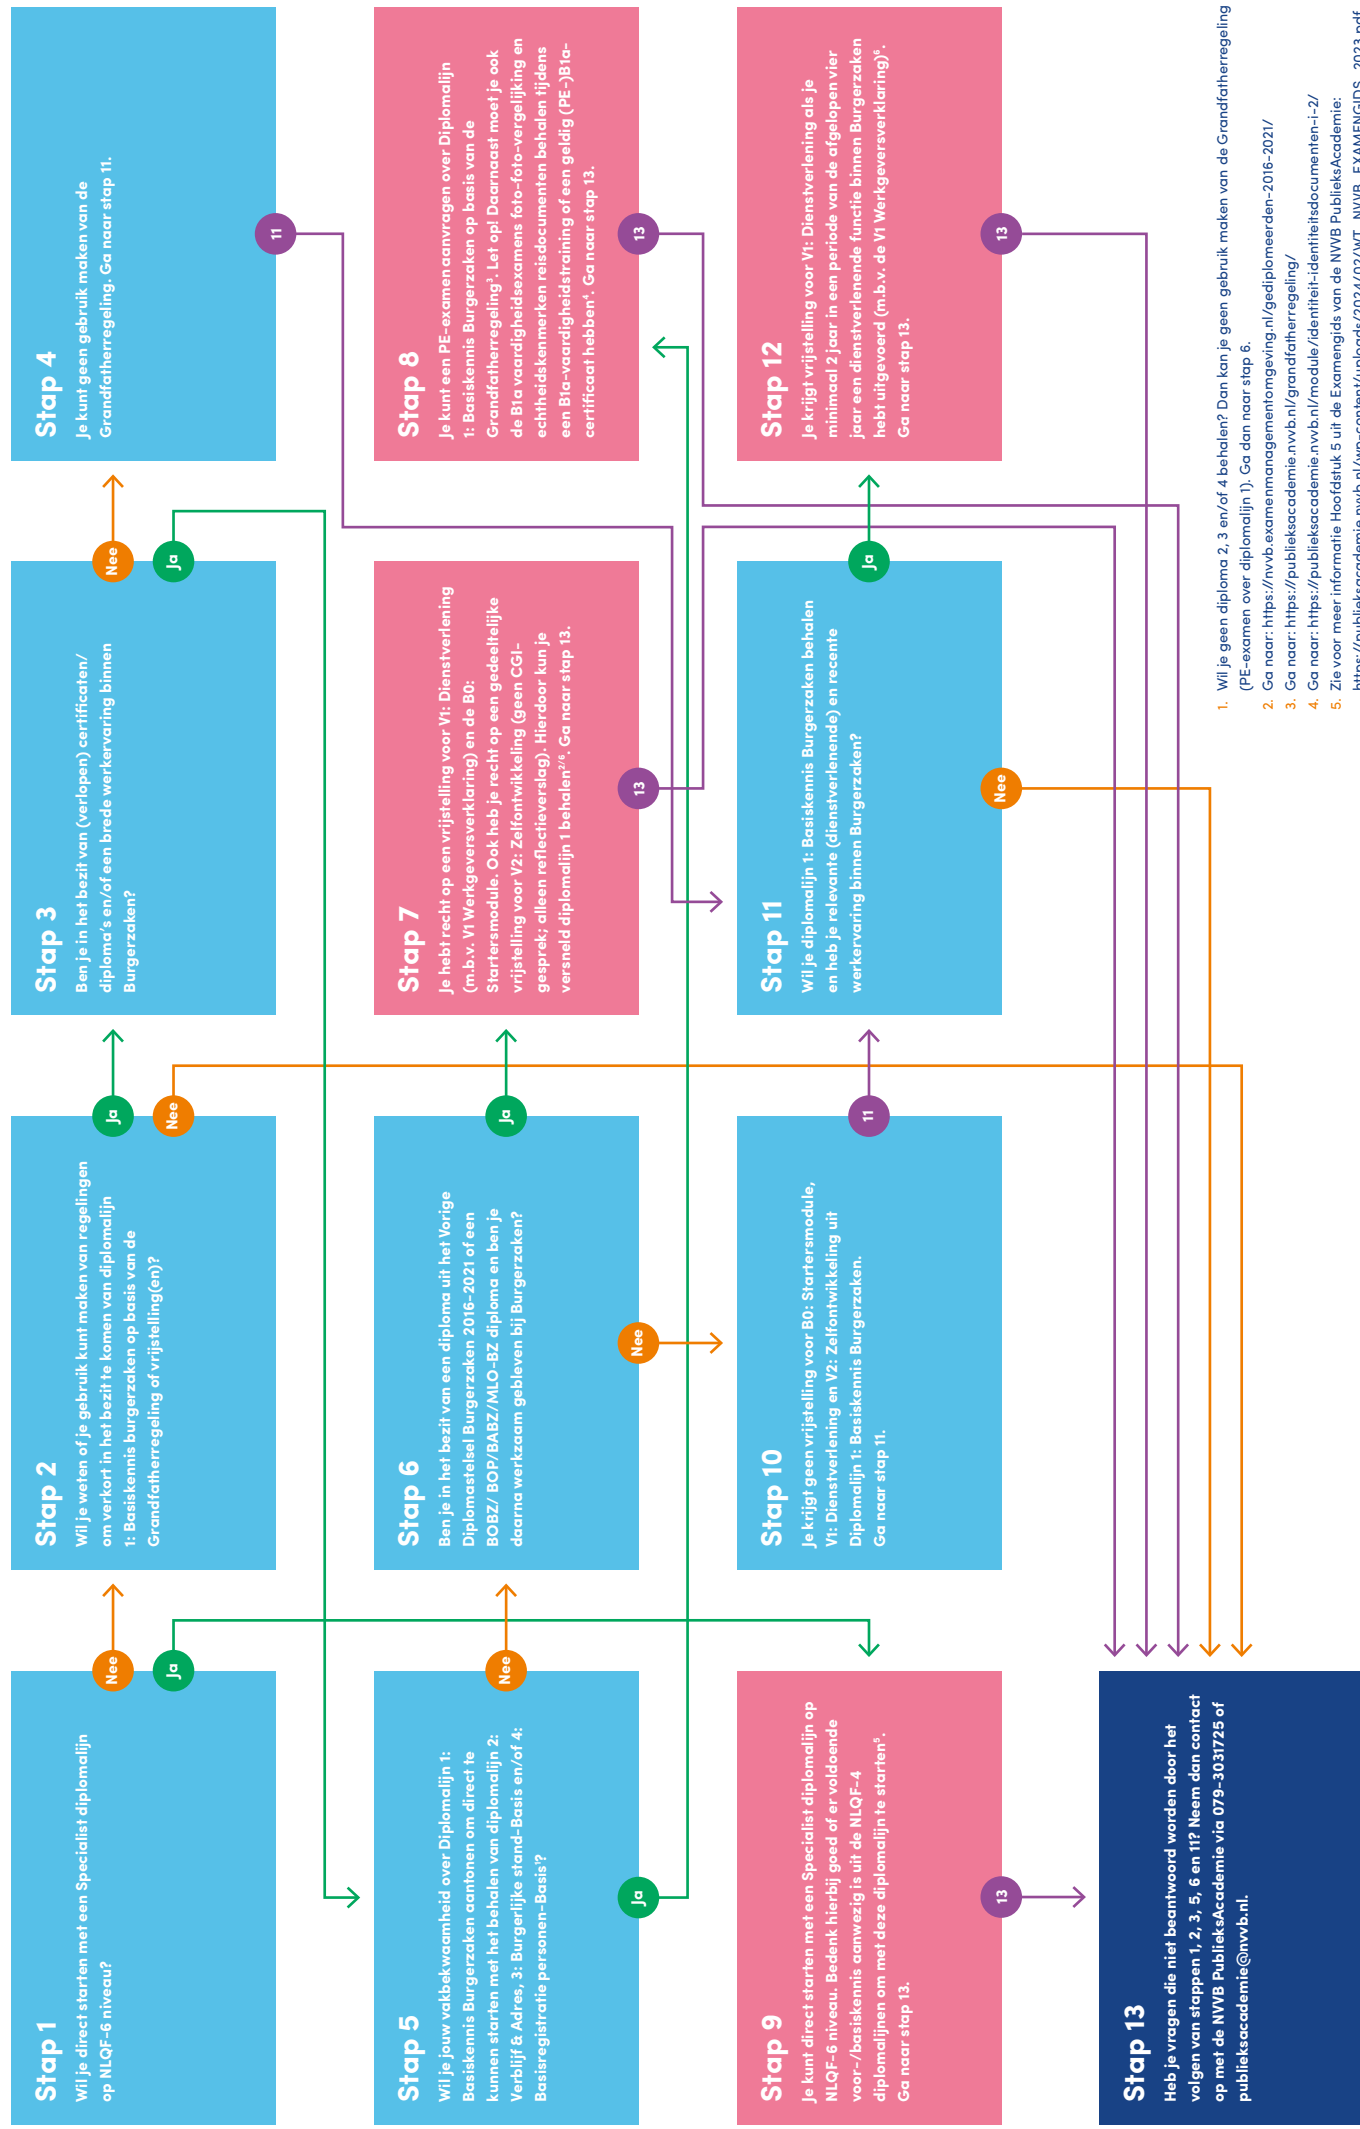 Stap 1
Wil je direct starten met een Specialist diplomalijn
op NLQF-6 niveau?
Nee
Ja
Stap 2
Wil je weten of je gebruik kunt maken van regelingen
om verkort in het bezit te komen van diplomalijn
1: Basiskennis burgerzaken op basis van de
Grandfatherregeling of vrijstelling(en)?
Ja
Nee
Stap 3
Ben je in het bezit van (verlopen) certificaten/
diploma's en/of een brede werkervaring binnen
Burgerzaken?
Nee
Ja
Stap 4
Je kunt geen gebruik maken van de
Grandfatherregeling. Ga naar stap 11.
11
Stap 5
Wil je jouw vakbekwaamheid over Diplomalijn 1:
Basiskennis Burgerzaken aantonen om direct te
kunnen starten met het behalen van diplomalijn 2:
Verblijf & Adres, 3: Burgerlijke stand-Basis en/of 4:
Basisregistratie personen-Basis¹?
Nee
Ja
Stap 6
Ben je in het bezit van een diploma uit het Vorige
Diplomastelsel Burgerzaken 2016-2021 of een
BOBZ/ BOP/BABZ/MLO-BZ diploma en ben je
daarna werkzaam gebleven bij Burgerzaken?
Ja
Nee
Stap 7
Je hebt recht op een vrijstelling voor V1: Dienstverlening
(m.b.v. V1 Werkgeversverklaring) en de B0:
Startersmodule. Ook heb je recht op een gedeeltelijke
vrijstelling voor V2: Zelfontwikkeling (geen CGI-
gesprek; alleen reflectieverslag). Hierdoor kun je
versneld diplomalijn 1 behalen²/⁶. Ga naar stap 13.
13
Stap 8
Je kunt een PE-examen aanvragen over Diplomalijn
1: Basiskennis Burgerzaken op basis van de
Grandfatherregeling³. Let op! Daarnaast moet je ook
de B1a vaardigheidsexamens foto-foto-vergelijking en
echtheidskenmerken reisdocumenten behalen tijdens
een B1a-vaardigheidstraining of een geldig (PE-)B1a-
certificaat hebben⁴. Ga naar stap 13.
13
Stap 9
Je kunt direct starten met een Specialist diplomalijn op
NLQF-6 niveau. Bedenk hierbij goed of er voldoende
voor-/basiskennis aanwezig is uit de NLQF-4
diplomalijnen om met deze diplomalijn te starten⁵.
Ga naar stap 13.
13
Stap 10
Je krijgt geen vrijstelling voor B0: Startersmodule,
V1: Dienstverlening en V2: Zelfontwikkeling uit
Diplomalijn 1: Basiskennis Burgerzaken.
Ga naar stap 11.
11
Stap 11
Wil je diplomalijn 1: Basiskennis Burgerzaken behalen
en heb je relevante (dienstverlenende) en recente
werkervaring binnen Burgerzaken?
Ja
Nee
Stap 12
Je krijgt vrijstelling voor V1: Dienstverlening als je
minimaal 2 jaar in een periode van de afgelopen vier
jaar een dienstverlenende functie binnen Burgerzaken
hebt uitgevoerd (m.b.v. de V1 Werkgeversverklaring)⁶.
Ga naar stap 13.
13
Stap 13
Heb je vragen die niet beantwoord worden door het
volgen van stappen 1, 2, 3, 5, 6 en 11? Neem dan contact
op met de NVVB PublieksAcademie via 079-3031725 of
publieksacademie@nvvb.nl.
1. Wil je geen diploma 2, 3 en/of 4 behalen? Dan kan je geen gebruik maken van de Grandfatherregeling
(PE-examen over diplomalijn 1). Ga dan naar stap 6.
2. Ga naar: https://nvvb.examenmanagementomgeving.nl/gediplomeerden-2016-2021/
3. Ga naar: https://publieksacademie.nvvb.nl/grandfatherregeling/
4. Ga naar: https://publieksacademie.nvvb.nl/module/identiteit-identiteitsdocumenten-i-2/
5. Zie voor meer informatie Hoofdstuk 5 uit de Examengids van de NVVB PublieksAcademie:
https://publieksacademie.nvvb.nl/wp-content/uploads/2024/02/WT_NVVB_EXAMENGIDS_2023.pdf